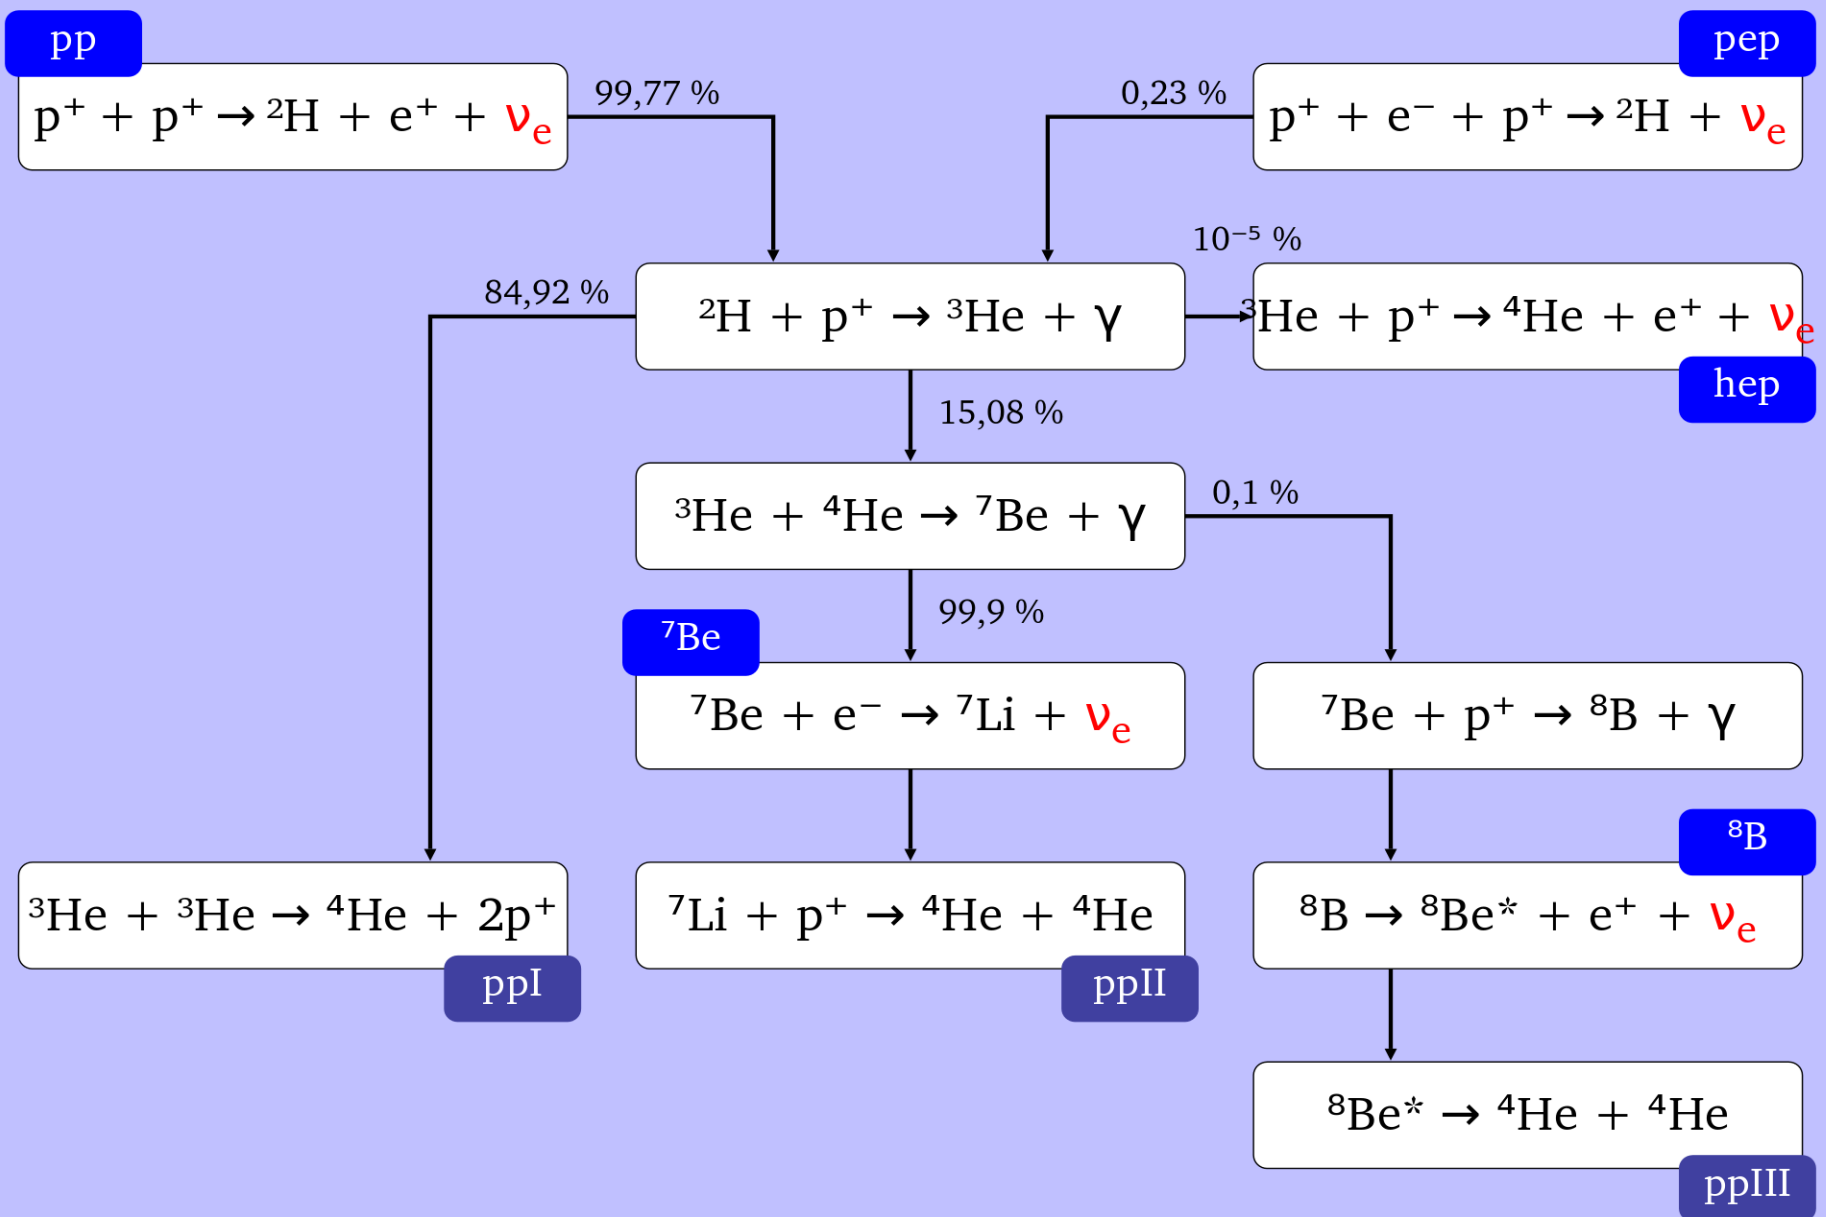 pp
pep
p⁺ + p⁺ → ²H + e⁺ + νₑ
99,77 %
0,23 %
p⁺ + e⁻ + p⁺ → ²H + νₑ
10⁻⁵ %
84,92 %
²H + p⁺ → ³He + γ
³He + p⁺ → ⁴He + e⁺ + νₑ
hep
15,08 %
³He + ⁴He → ⁷Be + γ
0,1 %
99,9 %
⁷Be
⁷Be + e⁻ → ⁷Li + νₑ
⁷Be + p⁺ → ⁸B + γ
⁸B
³He + ³He → ⁴He + 2p⁺
⁷Li + p⁺ → ⁴He + ⁴He
⁸B → ⁸Be* + e⁺ + νₑ
ppI
ppII
⁸Be* → ⁴He + ⁴He
ppIII